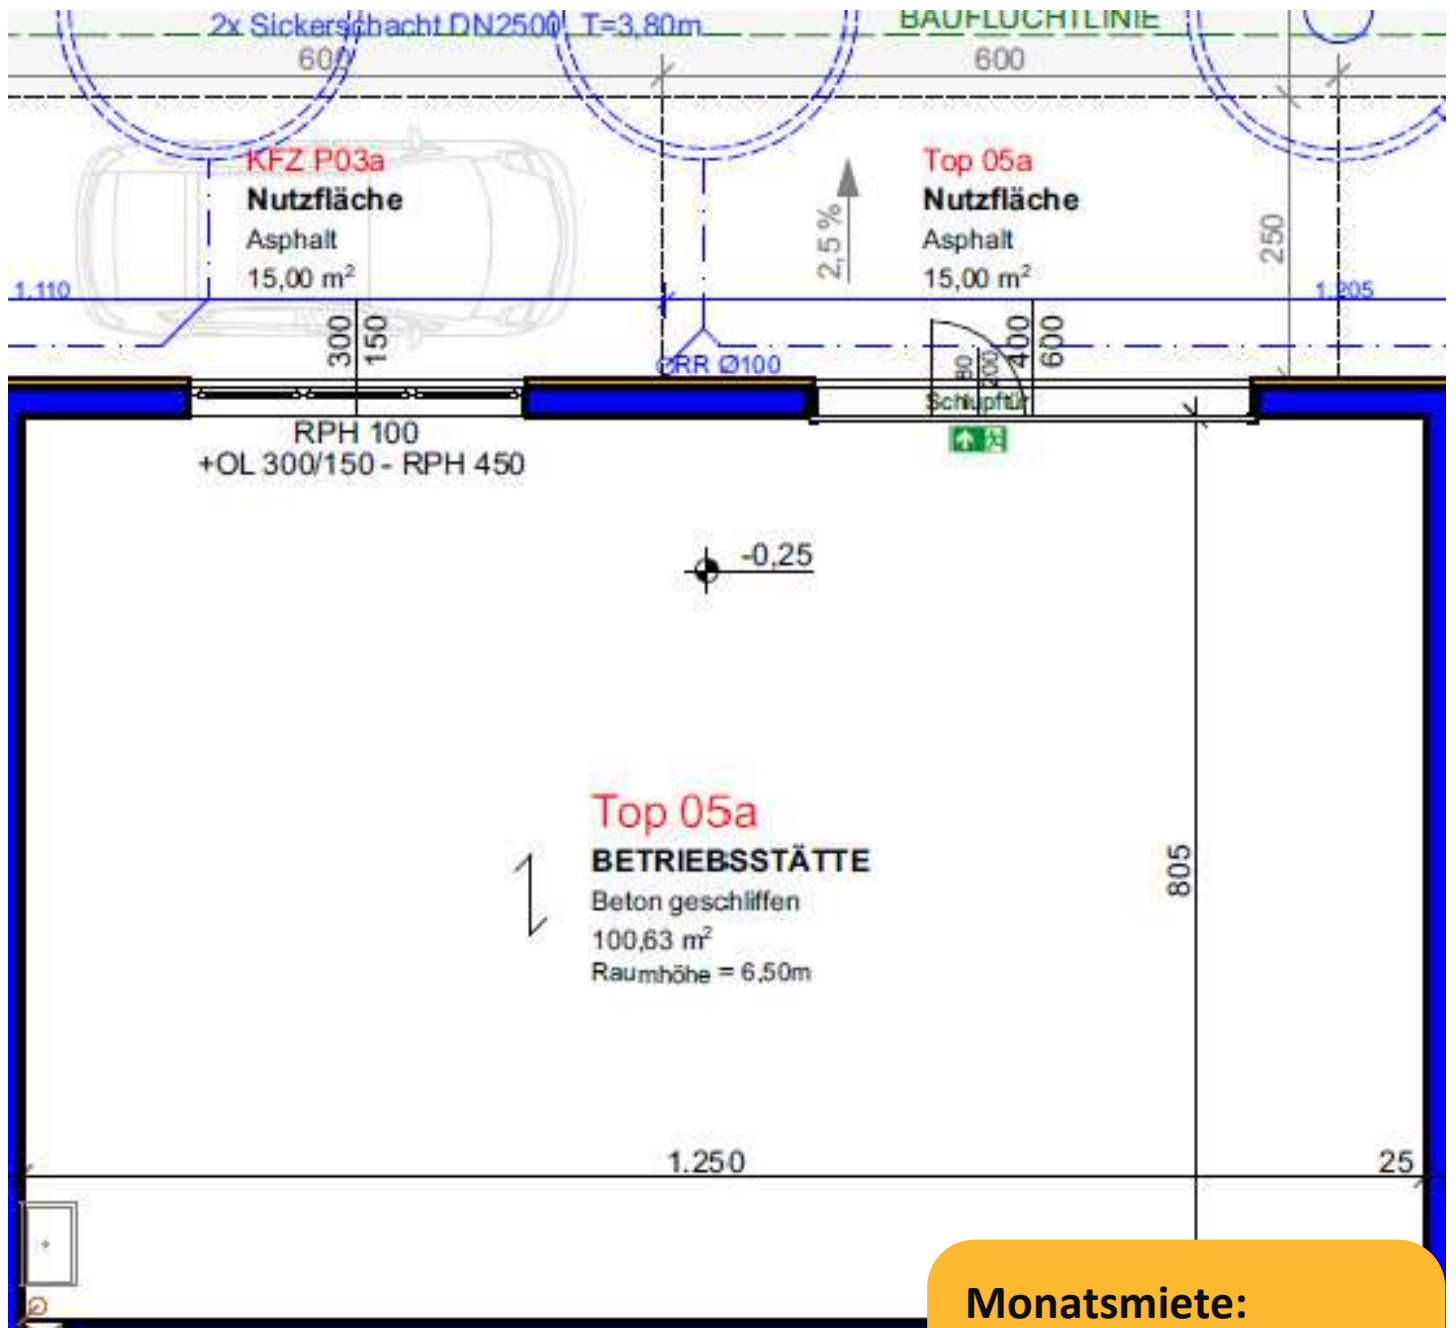 2x Sickerschacht DN2500 T=3,80m
BAUFLUCHTLINIE
600
600
KFZ P03a
Nutzfläche
Asphalt
15,00 m²
Top 05a
Nutzfläche
Asphalt
15,00 m²
2,5 %
250
1.110
1.205
300
150
RR Ø100
80
200
400
600
Schlupftür
RPH 100
+OL 300/150 - RPH 450
-0,25
Top 05a
BETRIEBSSTÄTTE
Beton geschliffen
100,63 m²
Raumhöhe = 6,50m
805
1.250
25
Monatsmiete: